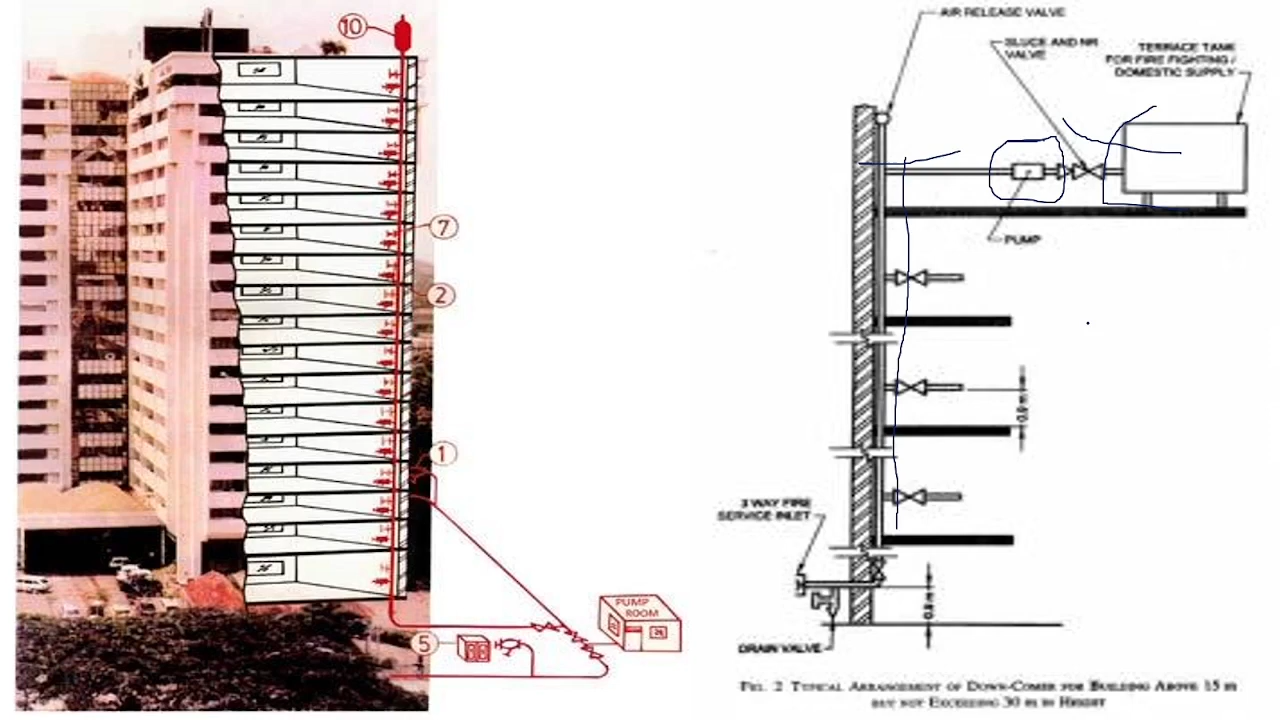 10
7
2
1
5
PUMP
ROOM
AIR RELEASE VALVE
SLUCE AND NR
VALVE
TERRACE TANK
FOR FIRE FIGHTING /
DOMESTIC SUPPLY
PUMP
3 WAY FIRE
SERVICE INLET
DRAIN VALVE
FIG. 2 TYPICAL ARRANGEMENT OF DOWN-COMER FOR BUILDING ABOVE 15 m
BUT NOT EXCEEDING 30 m IN HEIGHT